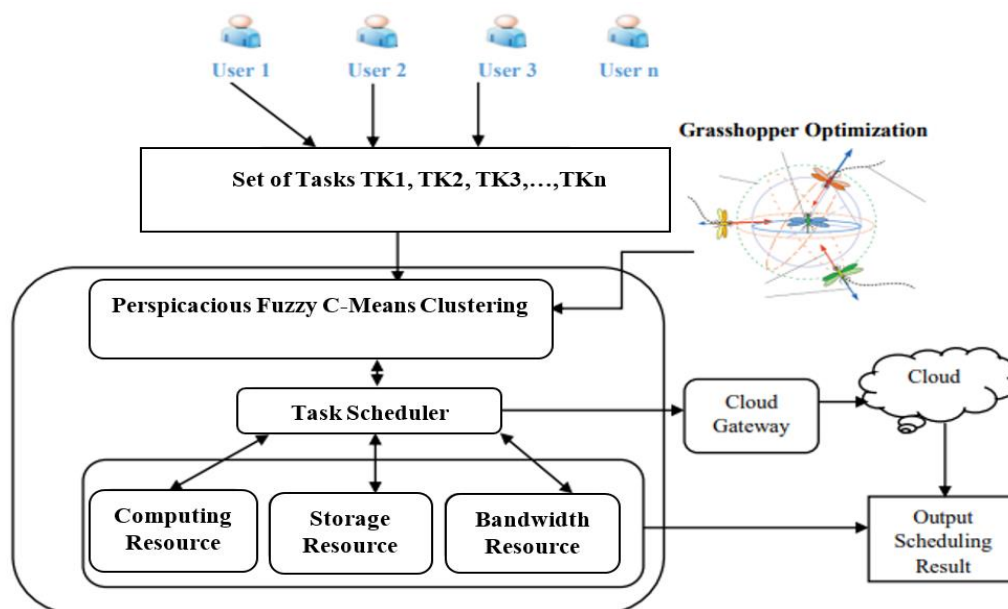 User 1
User 2
User 3
User n
Grasshopper Optimization
Set of Tasks TK1, TK2, TK3,...,TKn
Perspicacious Fuzzy C-Means Clustering
Task Scheduler
Cloud
Gateway
Cloud
Computing
Resource
Storage
Resource
Bandwidth
Resource
Output
Scheduling
Result